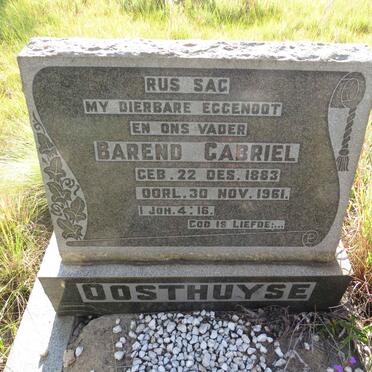 RUS SAG
MY DIERBARE EGGENOOT
EN ONS VADER
BAREND GABRIEL
GEB. 22 DES. 1883
OORL. 30 NOV. 1961.
I JOH. 4:16.
GOD IS LIEFDE:...
OOSTHUYSE